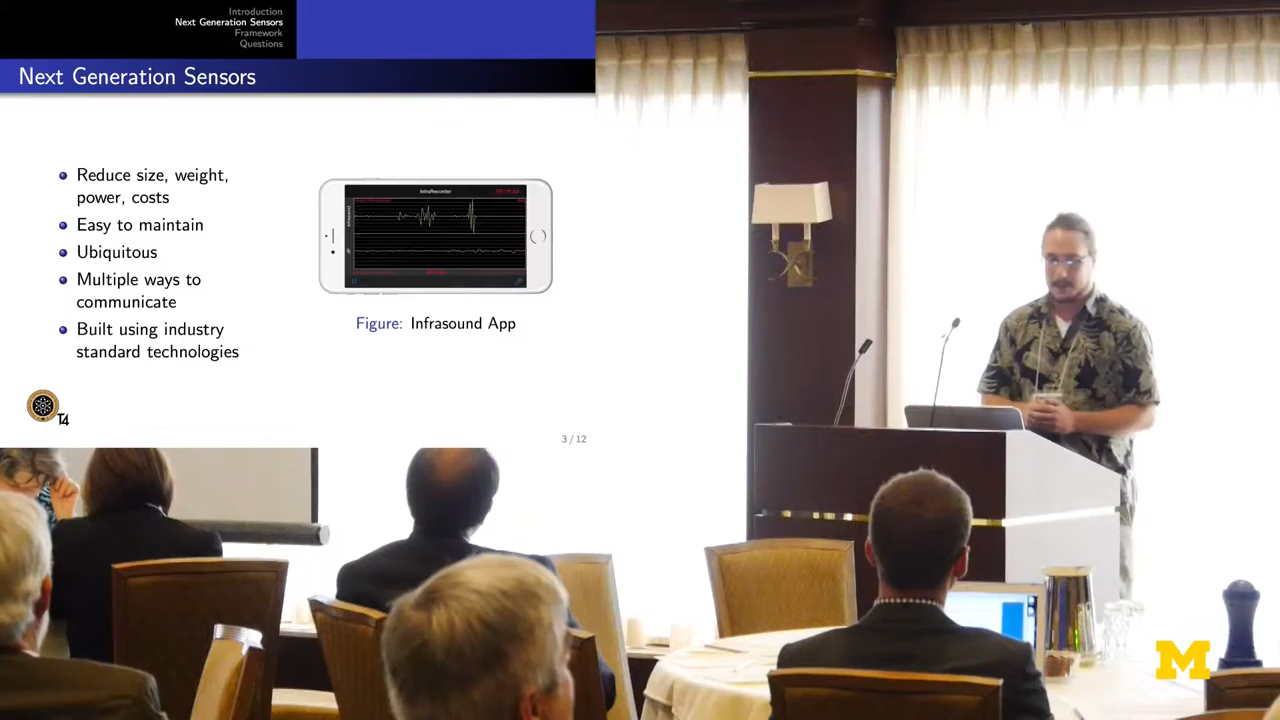 Introduction
Next Generation Sensors
Framework
Questions
Next Generation Sensors
Reduce size, weight,
power, costs
Easy to maintain
Ubiquitous
Multiple ways to
communicate
Built using industry
standard technologies
InfraRecorder
Figure: Infrasound App
T4
3 / 12
M